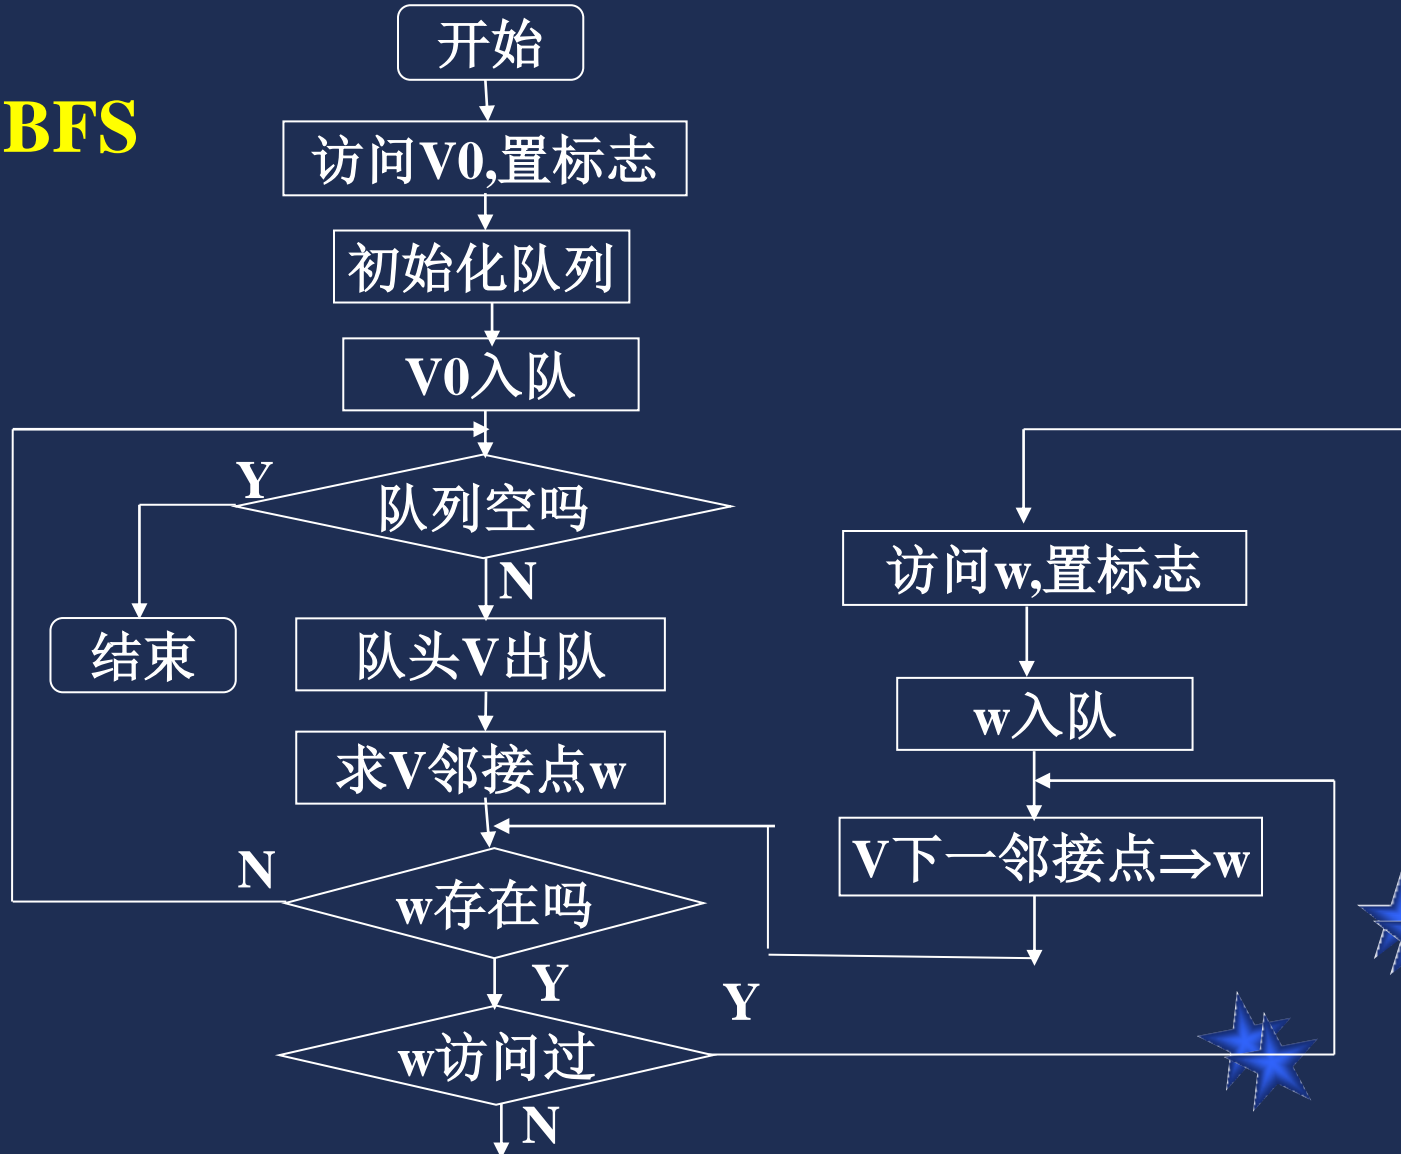 开始
BFS
访问V0,置标志
初始化队列
V0入队
Y
队列空吗
N
结束
队头V出队
求V邻接点w
N
w存在吗
Y
w访问过
Y
N
访问w,置标志
w入队
V下一邻接点⇒w